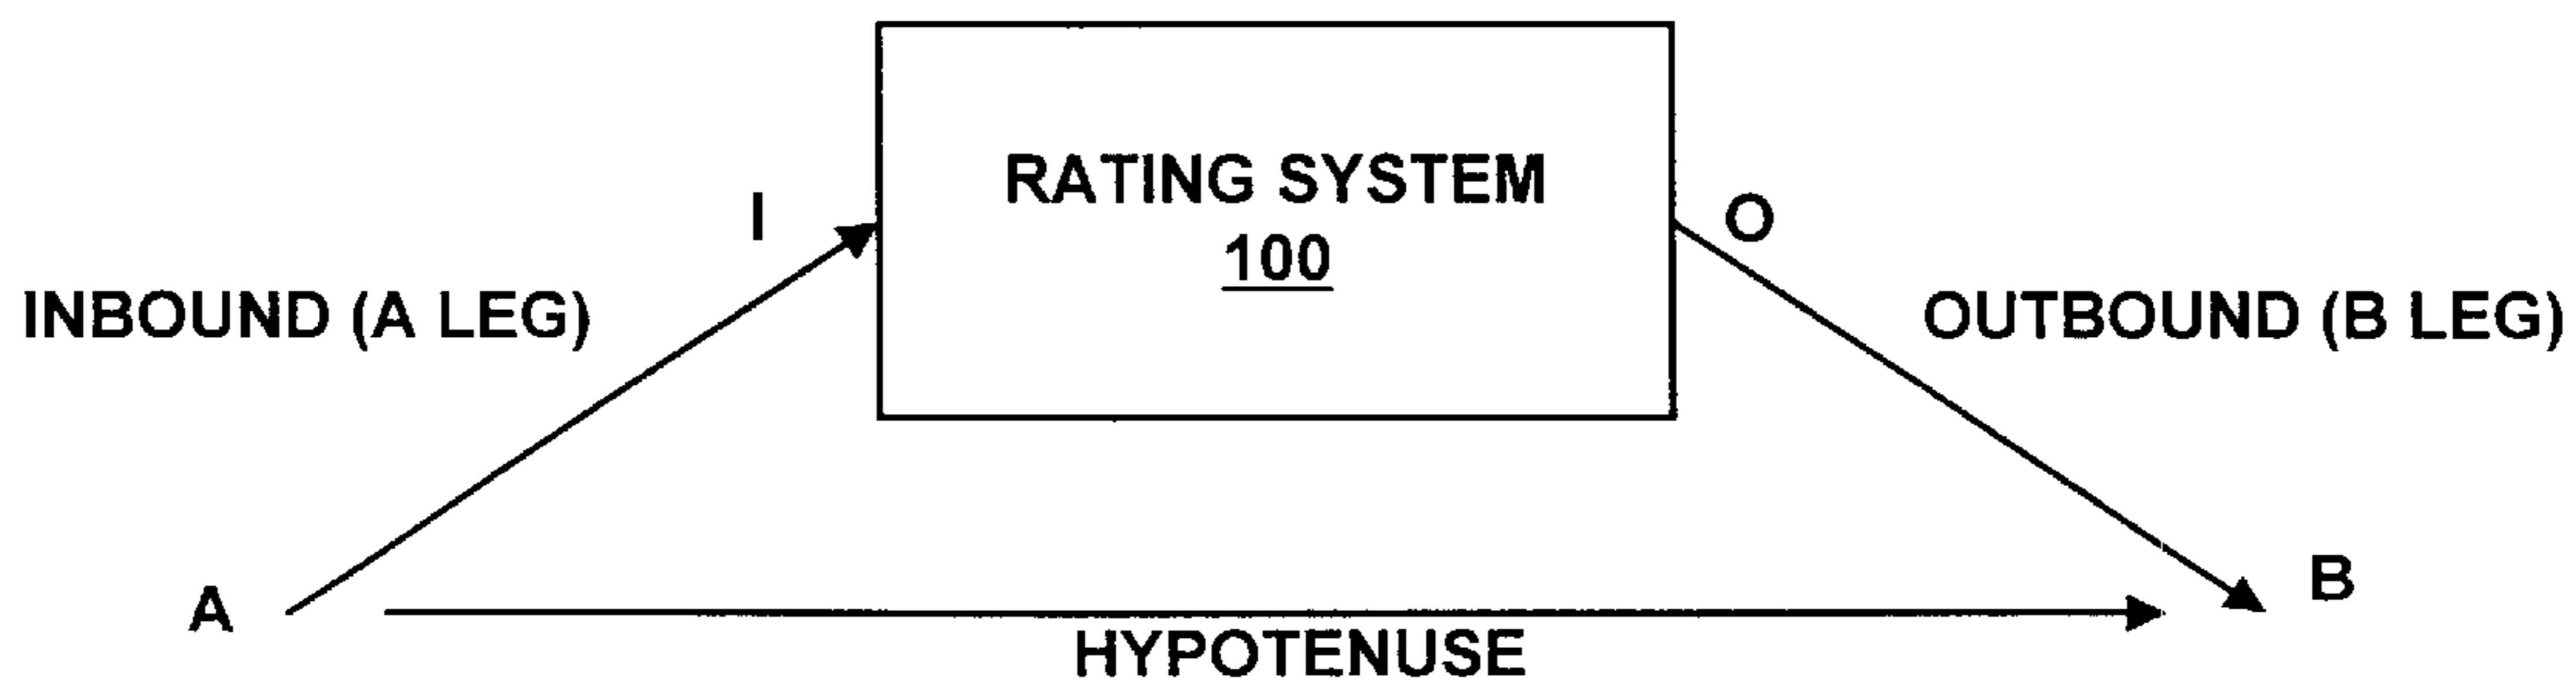 RATING SYSTEM
100
I
O
INBOUND (A LEG)
OUTBOUND (B LEG)
A
B
HYPOTENUSE